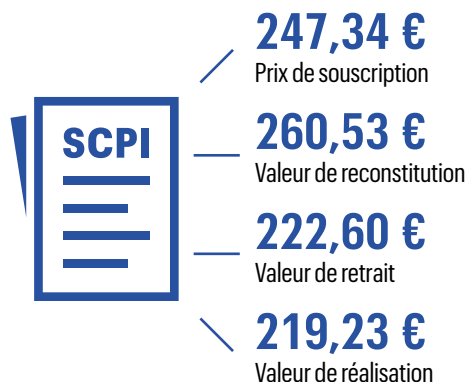 247,34 €
Prix de souscription
SCPI
260,53 €
Valeur de reconstitution
222,60 €
Valeur de retrait
219,23 €
Valeur de réalisation